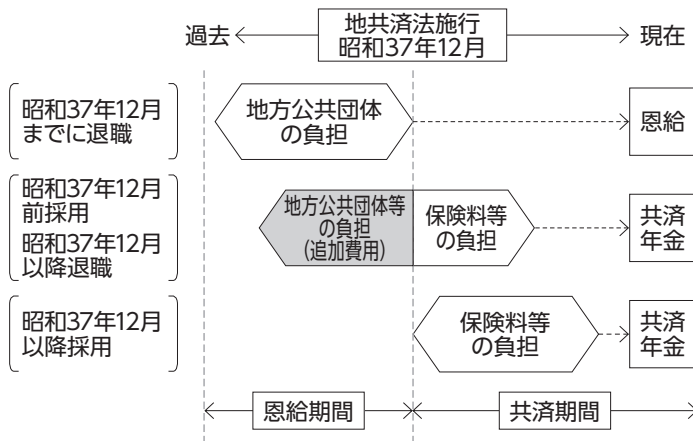 過去
地共済法施行
昭和37年12月
現在
昭和37年12月
までに退職
地方公共団体
の負担
恩給
昭和37年12月
前採用
昭和37年12月
以降退職
地方公共団体等
の負担
(追加費用)
保険料等
の負担
共済
年金
昭和37年12月
以降採用
保険料等
の負担
共済
年金
恩給期間
共済期間